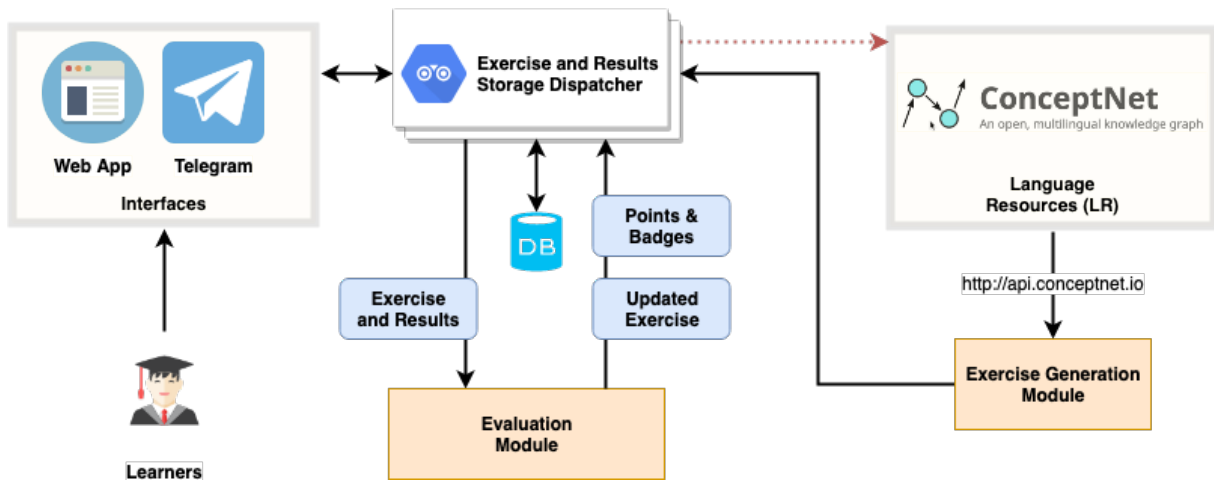 Web App
Telegram
Interfaces
Exercise and Results
Storage Dispatcher
ConceptNet
An open, multilingual knowledge graph
Language
Resources (LR)
DB
Points &
Badges
Exercise
and Results
Updated
Exercise
http://api.conceptnet.io
Exercise Generation
Module
Evaluation
Module
Learners